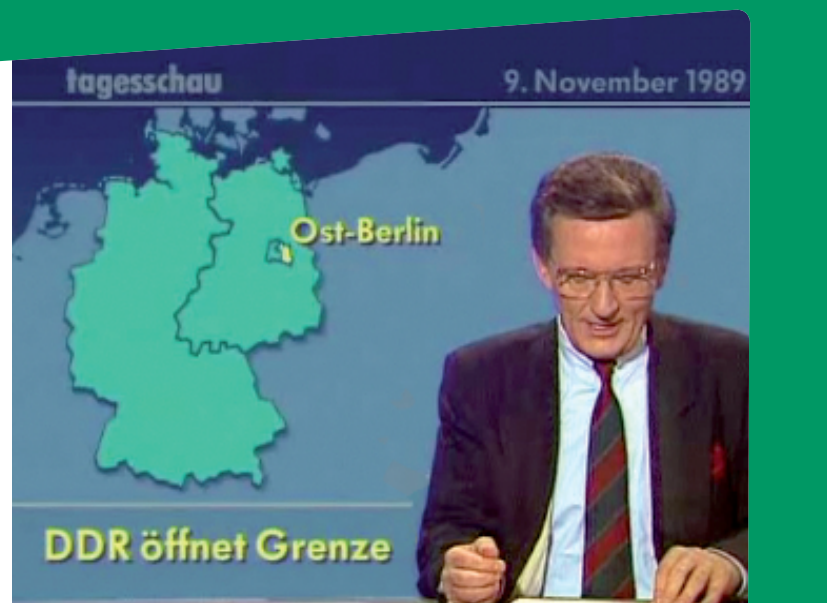 tagesschau
9. November 1989
Ost-Berlin
DDR öffnet Grenze